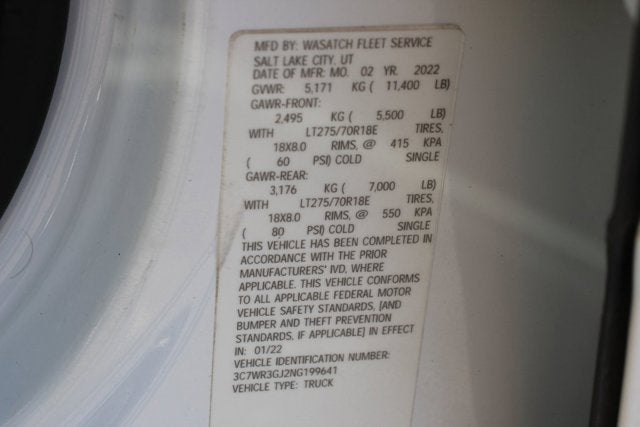 MFD BY: WASATCH FLEET SERVICE
SALT LAKE CITY, UT
DATE OF MFR: MO. 02 YR. 2022
GVWR: 5,171 KG ( 11,400 LB)
GAWR-FRONT:
2,495 KG ( 5,500 LB)
WITH LT275/70R18E TIRES,
18X8.0 RIMS, @ 415 KPA
( 60 PSI) COLD SINGLE
GAWR-REAR:
3,176 KG ( 7,000 LB)
WITH LT275/70R18E TIRES,
18X8.0 RIMS, @ 550 KPA
( 80 PSI) COLD SINGLE
THIS VEHICLE HAS BEEN COMPLETED IN
ACCORDANCE WITH THE PRIOR
MANUFACTURERS' IVD, WHERE
APPLICABLE. THIS VEHICLE CONFORMS
TO ALL APPLICABLE FEDERAL MOTOR
VEHICLE SAFETY STANDARDS, [AND
BUMPER AND THEFT PREVENTION
STANDARDS, IF APPLICABLE] IN EFFECT
IN: 01/22
VEHICLE IDENTIFICATION NUMBER:
3C7WR3GJ2NG199641
VEHICLE TYPE: TRUCK